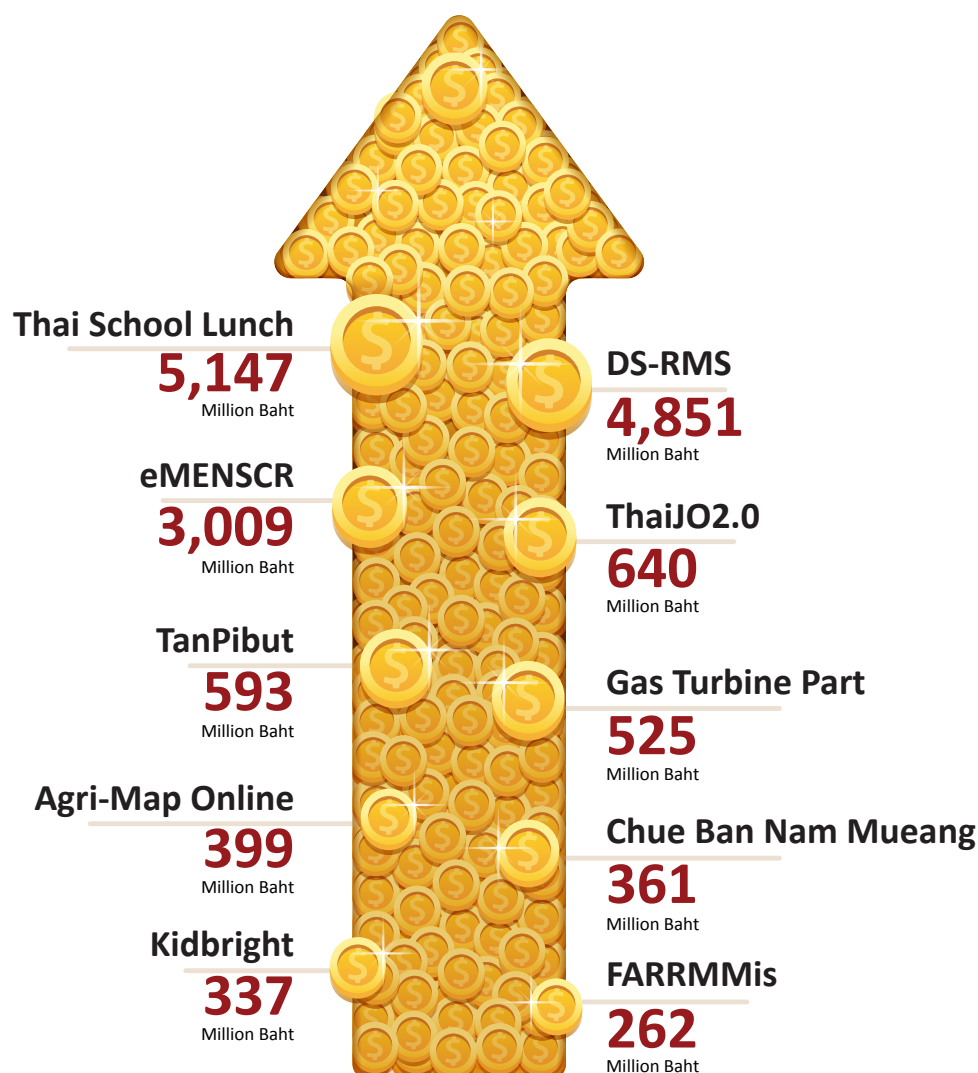 Thai School Lunch
5,147
Million Baht
DS-RMS
4,851
Million Baht
eMENSCR
3,009
Million Baht
ThaiJO2.0
640
Million Baht
TanPibut
593
Million Baht
Gas Turbine Part
525
Million Baht
Agri-Map Online
399
Million Baht
Chue Ban Nam Mueang
361
Million Baht
Kidbright
337
Million Baht
FARRMMis
262
Million Baht